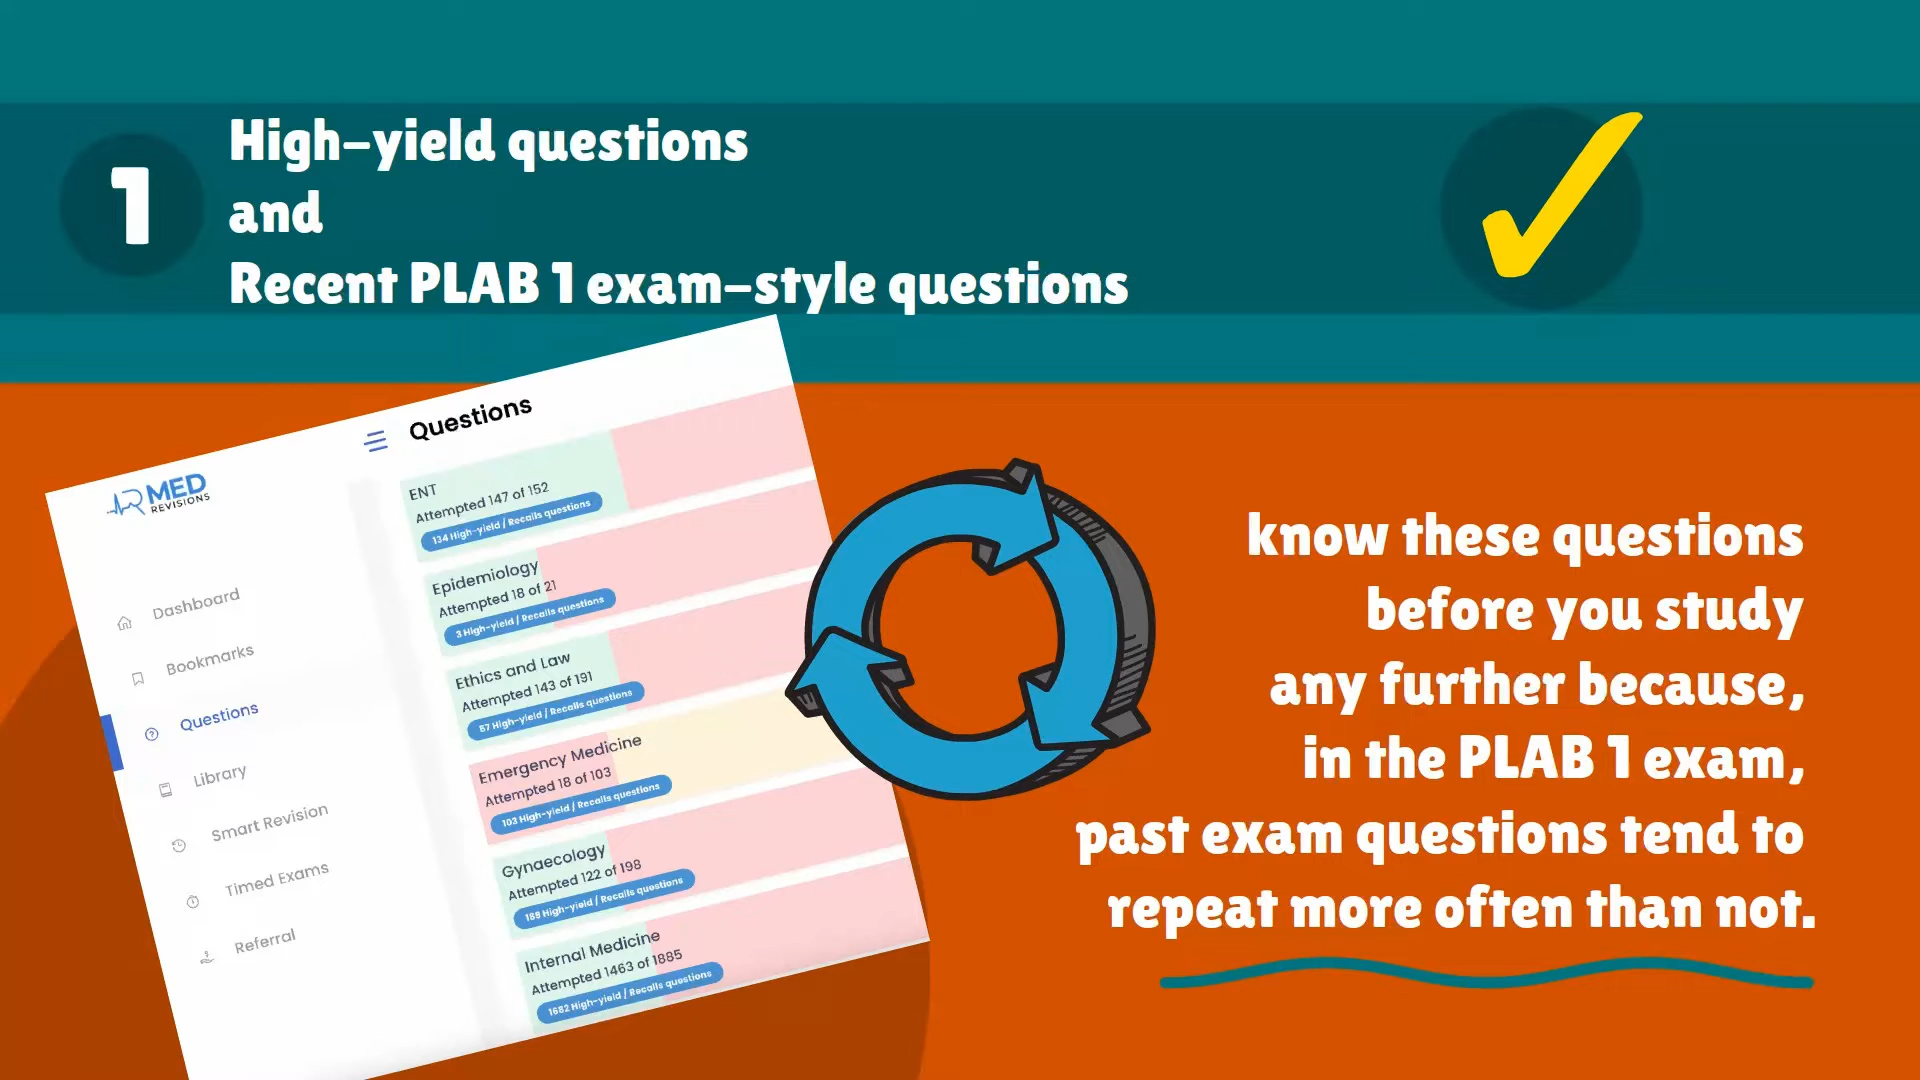 1
High-yield questions
and
Recent PLAB 1 exam-style questions
MED
REVISIONS
Dashboard
Bookmarks
Questions
Library
Smart Revision
Timed Exams
Referral
Questions
ENT
Attempted 147 of 152
134 High-yield / Recalls questions
Epidemiology
Attempted 18 of 21
3 High-yield / Recalls questions
Ethics and Law
Attempted 143 of 191
57 High-yield / Recalls questions
Emergency Medicine
Attempted 18 of 103
103 High-yield / Recalls questions
Gynaecology
Attempted 122 of 198
189 High-yield / Recalls questions
Internal Medicine
Attempted 1463 of 1885
1682 High-yield / Recalls questions
know these questions
before you study
any further because,
in the PLAB 1 exam,
past exam questions tend to
repeat more often than not.